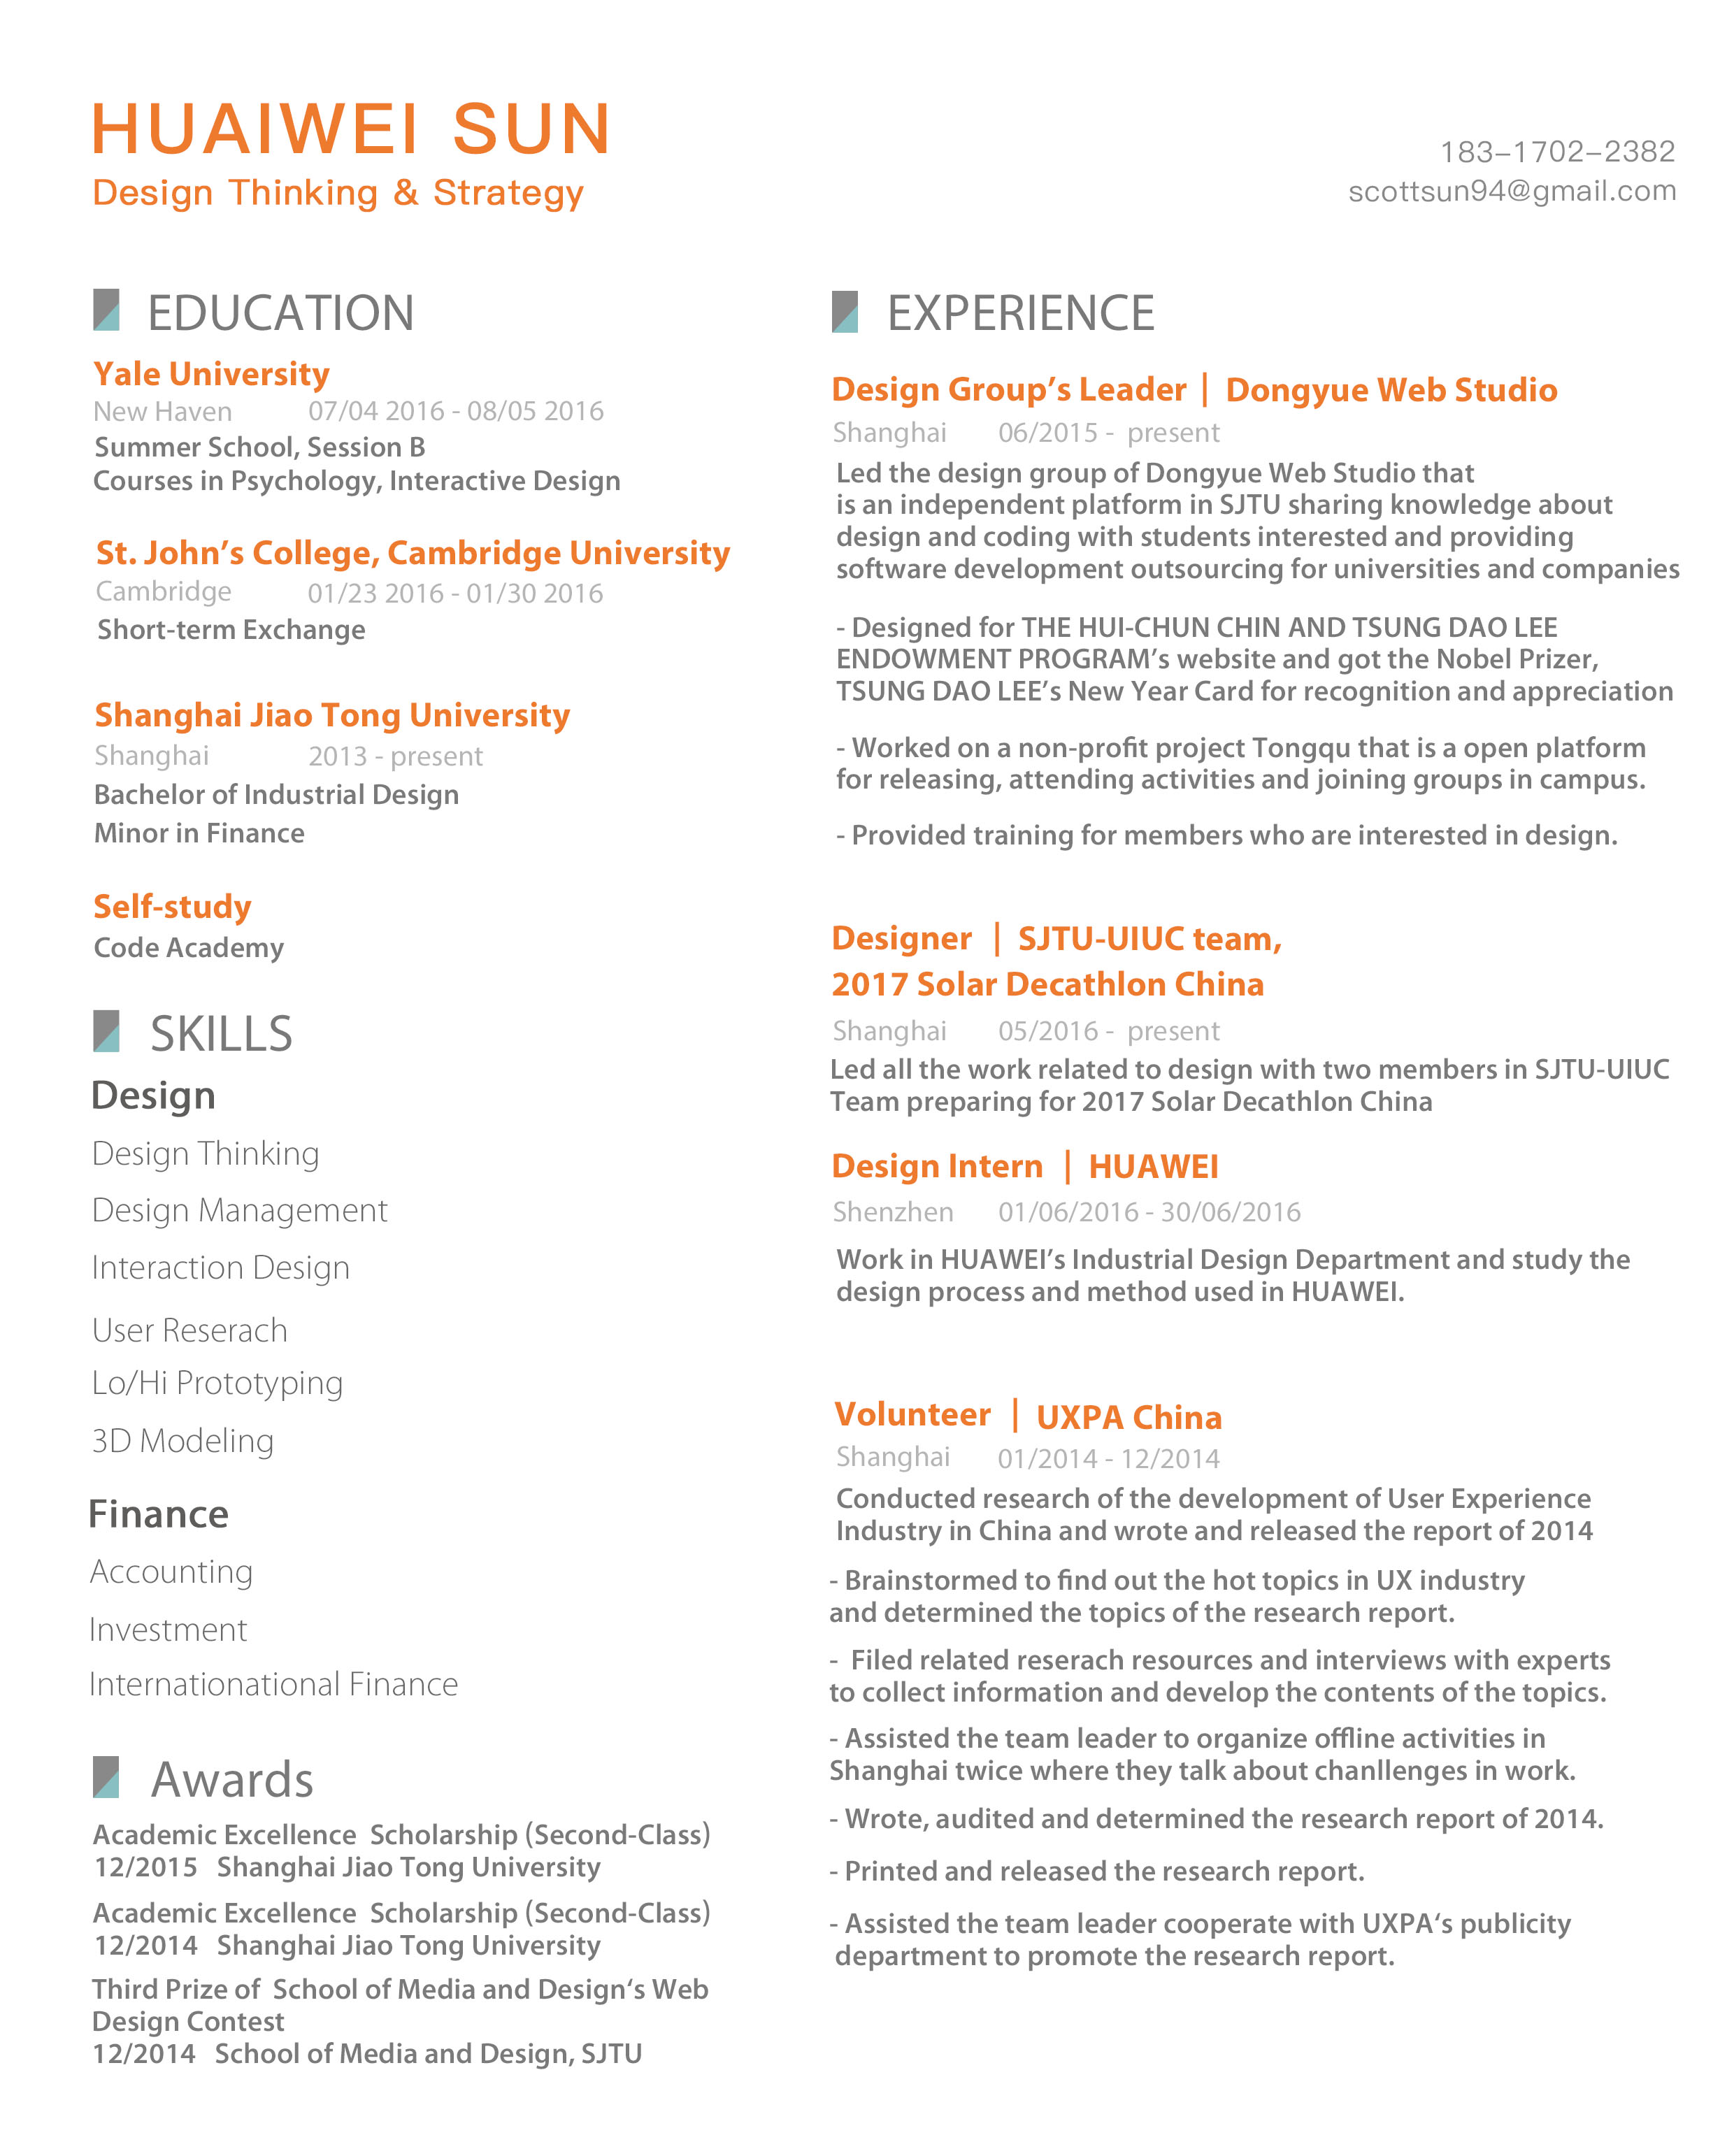 HUAIWEI SUN
Design Thinking & Strategy
183-1702-2382
scottsun94@gmail.com
EDUCATION
Yale University
New Haven 07/04 2016 - 08/05 2016
Summer School, Session B
Courses in Psychology, Interactive Design
St. John’s College, Cambridge University
Cambridge 01/23 2016 - 01/30 2016
Short-term Exchange
Shanghai Jiao Tong University
Shanghai 2013 - present
Bachelor of Industrial Design
Minor in Finance
Self-study
Code Academy
SKILLS
Design
Design Thinking
Design Management
Interaction Design
User Reserach
Lo/Hi Prototyping
3D Modeling
Finance
Accounting
Investment
Internationational Finance
Awards
Academic Excellence Scholarship (Second-Class)
12/2015 Shanghai Jiao Tong University
Academic Excellence Scholarship (Second-Class)
12/2014 Shanghai Jiao Tong University
Third Prize of School of Media and Design‘s Web
Design Contest
12/2014 School of Media and Design, SJTU
EXPERIENCE
Design Group’s Leader | Dongyue Web Studio
Shanghai 06/2015 - present
Led the design group of Dongyue Web Studio that
is an independent platform in SJTU sharing knowledge about
design and coding with students interested and providing
software development outsourcing for universities and companies
- Designed for THE HUI-CHUN CHIN AND TSUNG DAO LEE
ENDOWMENT PROGRAM’s website and got the Nobel Prizer,
TSUNG DAO LEE’s New Year Card for recognition and appreciation
- Worked on a non-profit project Tongqu that is a open platform
for releasing, attending activities and joining groups in campus.
- Provided training for members who are interested in design.
Designer | SJTU-UIUC team,
2017 Solar Decathlon China
Shanghai 05/2016 - present
Led all the work related to design with two members in SJTU-UIUC
Team preparing for 2017 Solar Decathlon China
Design Intern | HUAWEI
Shenzhen 01/06/2016 - 30/06/2016
Work in HUAWEI’s Industrial Design Department and study the
design process and method used in HUAWEI.
Volunteer | UXPA China
Shanghai 01/2014 - 12/2014
Conducted research of the development of User Experience
Industry in China and wrote and released the report of 2014
- Brainstormed to find out the hot topics in UX industry
and determined the topics of the research report.
- Filed related reserach resources and interviews with experts
to collect information and develop the contents of the topics.
- Assisted the team leader to organize offline activities in
Shanghai twice where they talk about chanllenges in work.
- Wrote, audited and determined the research report of 2014.
- Printed and released the research report.
- Assisted the team leader cooperate with UXPA‘s publicity
department to promote the research report.